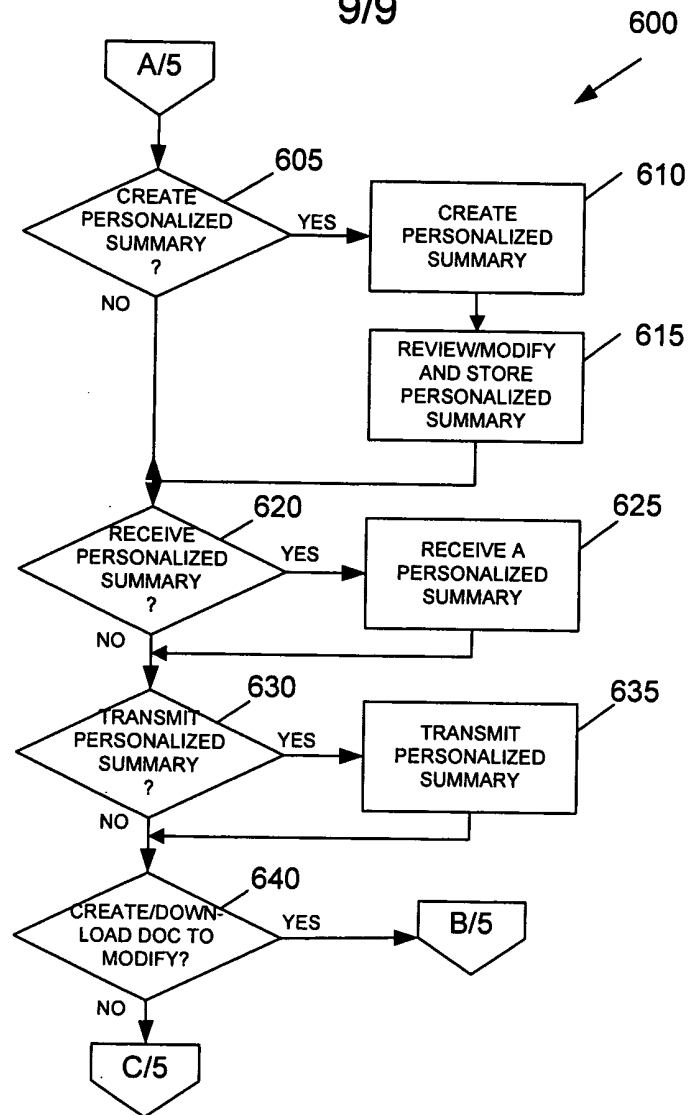 9/9
600
A/5
605
CREATE
PERSONALIZED
SUMMARY
?
YES
NO
610
CREATE
PERSONALIZED
SUMMARY
615
REVIEW/MODIFY
AND STORE
PERSONALIZED
SUMMARY
620
RECEIVE
PERSONALIZED
SUMMARY
?
YES
NO
625
RECEIVE A
PERSONALIZED
SUMMARY
630
TRANSMIT
PERSONALIZED
SUMMARY
?
YES
NO
635
TRANSMIT
PERSONALIZED
SUMMARY
640
CREATE/DOWN-
LOAD DOC TO
MODIFY?
YES
NO
B/5
C/5